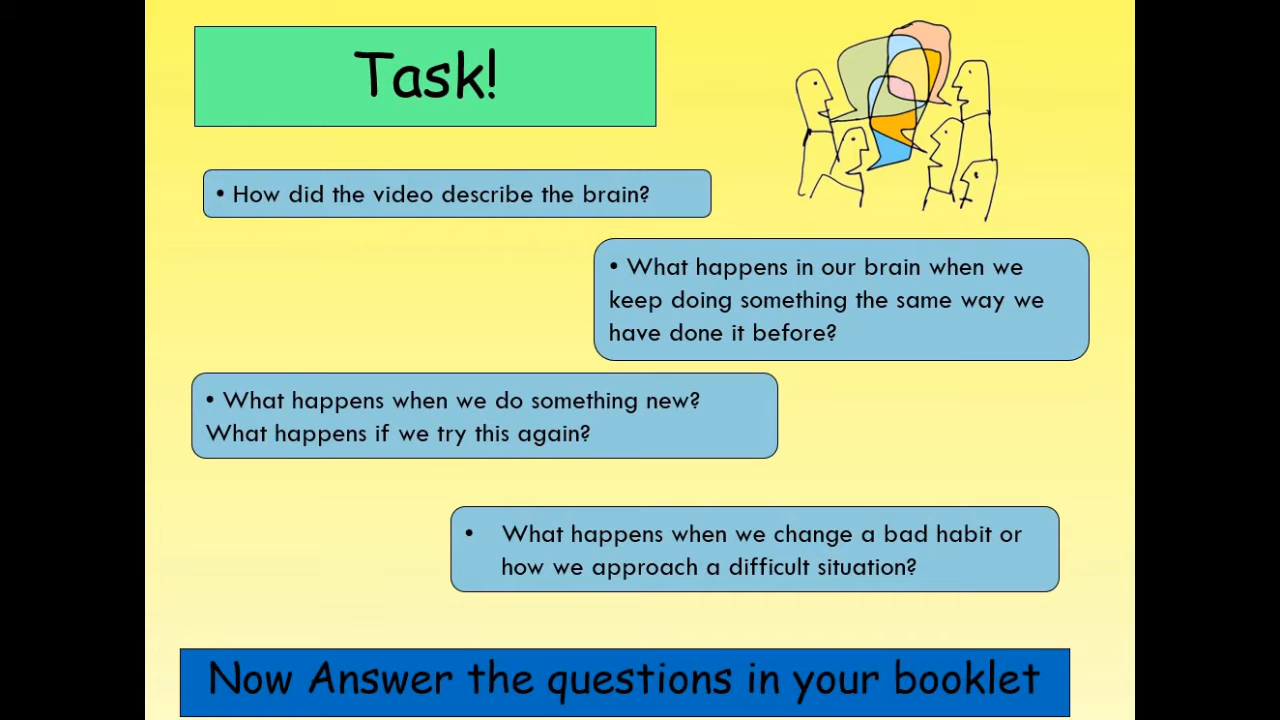 Task!
• How did the video describe the brain?
• What happens in our brain when we
keep doing something the same way we
have done it before?
• What happens when we do something new?
What happens if we try this again?
• What happens when we change a bad habit or
how we approach a difficult situation?
Now Answer the questions in your booklet